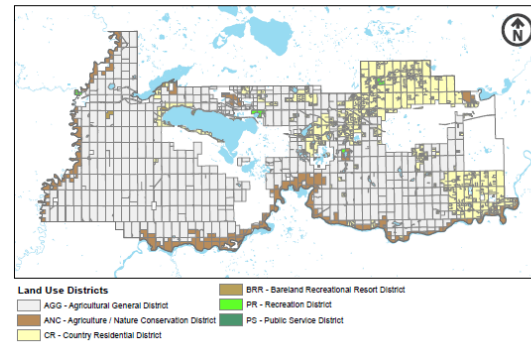 N
Land Use Districts
AGG - Agricultural General District
ANC - Agriculture / Nature Conservation District
CR - Country Residential District
BRR - Bareland Recreational Resort District
PR - Recreation District
PS - Public Service District